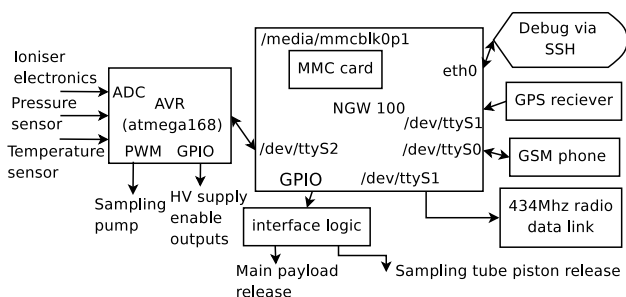 /media/mmcblk0p1
Debug via
SSH
Ioniser
electronics
MMC card
eth0
ADC
AVR
(atmega168)
Pressure
sensor
NGW 100
GPS reciever
/dev/ttyS1
Temperature
sensor
PWM
GPIO
/dev/ttyS2
/dev/ttyS0
GSM phone
GPIO
/dev/ttyS1
Sampling
pump
HV supply
enable
outputs
interface logic
434Mhz radio
data link
Main payload
release
Sampling tube piston release